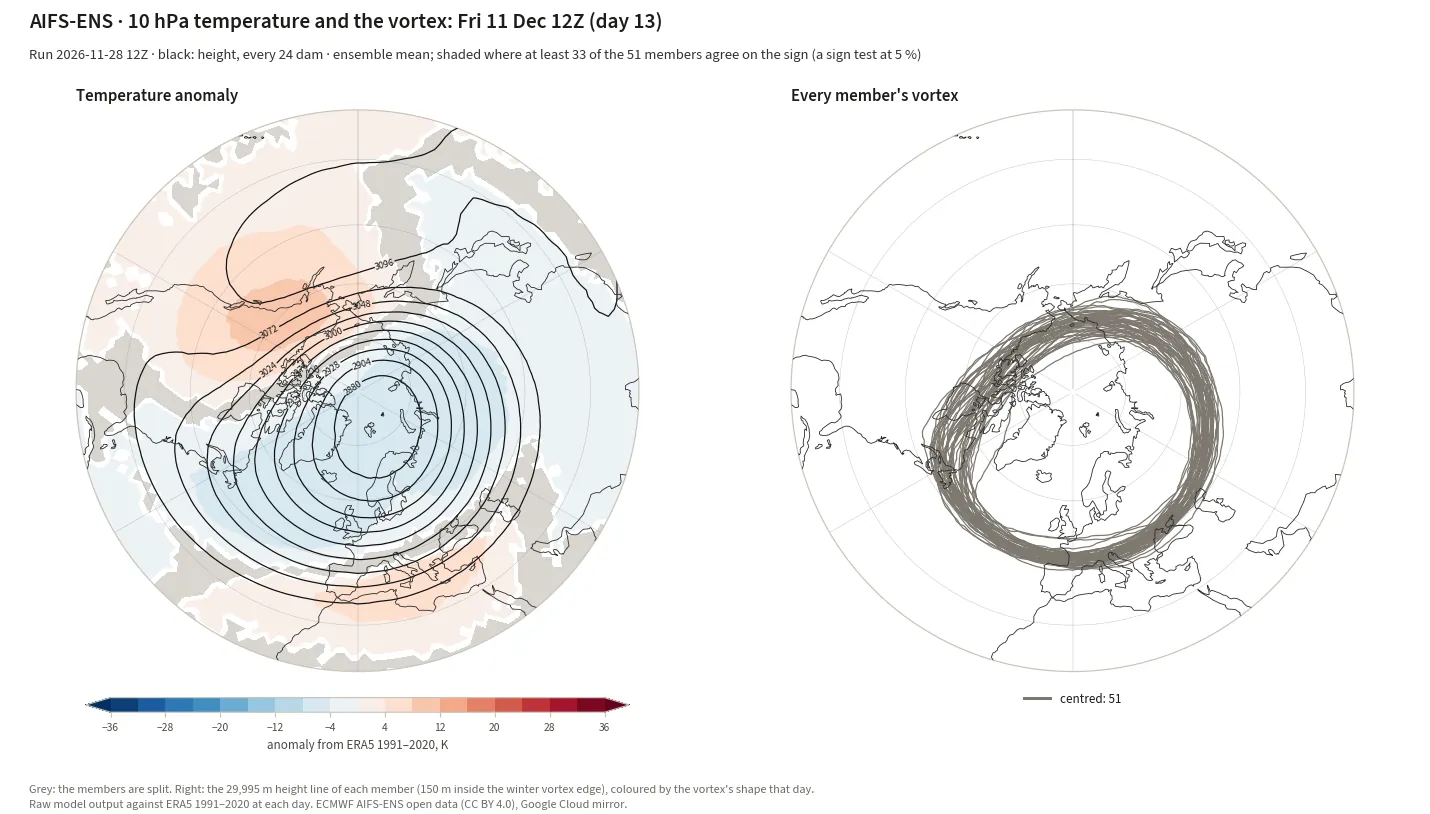 AIFS-ENS · 10 hPa temperature and the vortex: Fri 11 Dec 12Z (day 13)
Run 2026-11-28 12Z · black: height, every 24 dam · ensemble mean; shaded where at least 33 of the 51 members agree on the sign (a sign test at 5 %)
Temperature anomaly
Every member's vortex
3096
3048
3072
3000
3024
2928
2904
2880
centred: 51
−36 −28 −20 −12 −4 4 12 20 28 36
anomaly from ERA5 1991–2020, K
Grey: the members are split. Right: the 29,995 m height line of each member (150 m inside the winter vortex edge), coloured by the vortex's shape that day.
Raw model output against ERA5 1991–2020 at each day. ECMWF AIFS-ENS open data (CC BY 4.0), Google Cloud mirror.